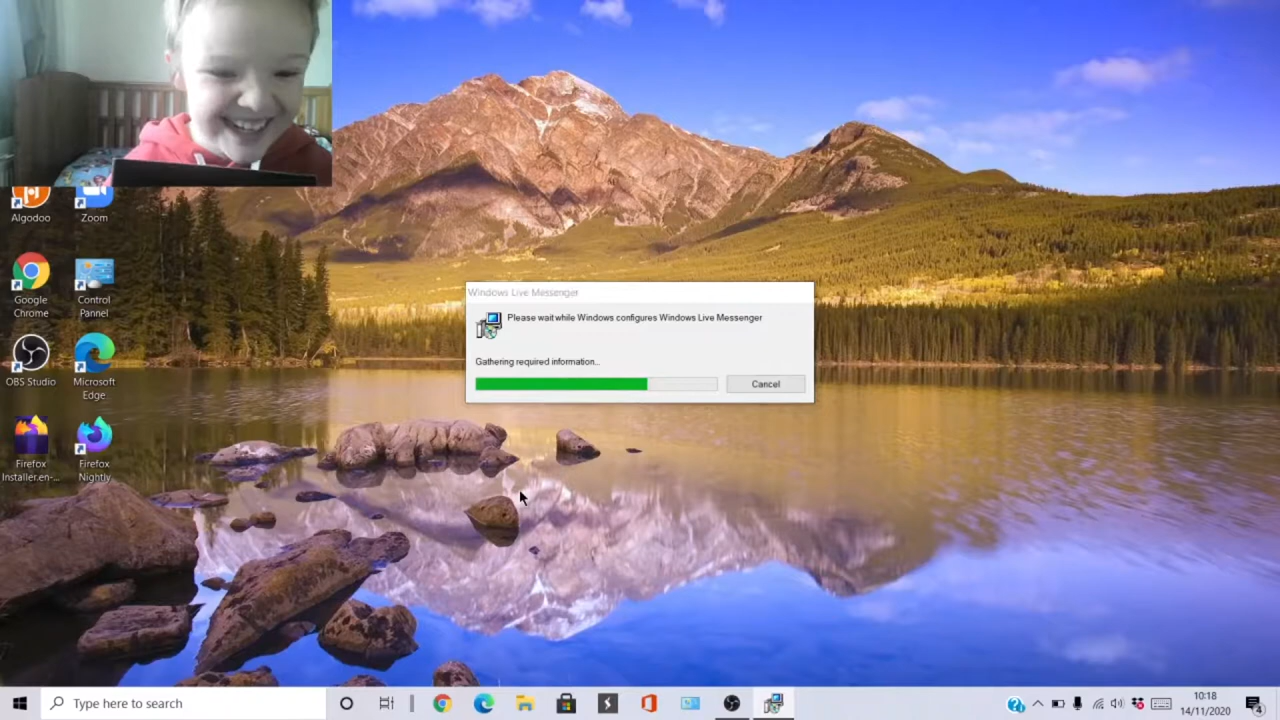 Algodoo
Zoom
Google
Chrome
Control
Pannel
OBS Studio
Microsoft
Edge
Firefox
Installer.en-...
Firefox
Nightly
Windows Live Messenger
Please wait while Windows configures Windows Live Messenger
Gathering required information...
Cancel
Type here to search
10:18
14/11/2020
4